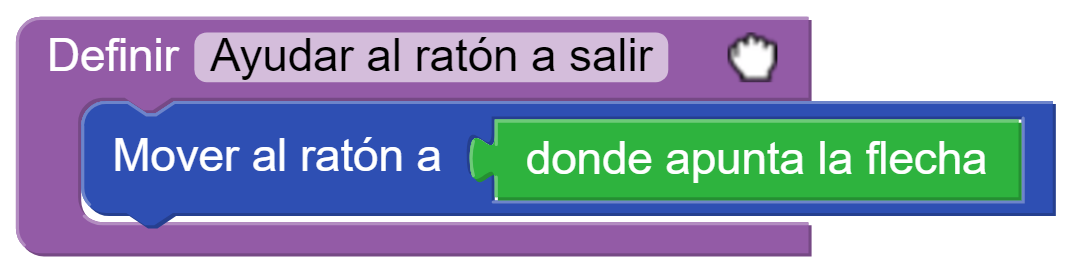 Definir Ayudar al ratón a salir
Mover al ratón a donde apunta la flecha